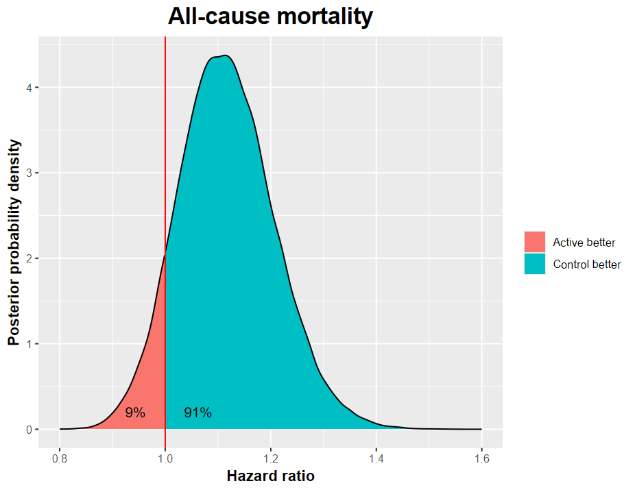 All-cause mortality
Posterior probability density
4
3
2
1
0
9%
91%
0.8
1.0
1.2
1.4
1.6
Hazard ratio
Active better
Control better